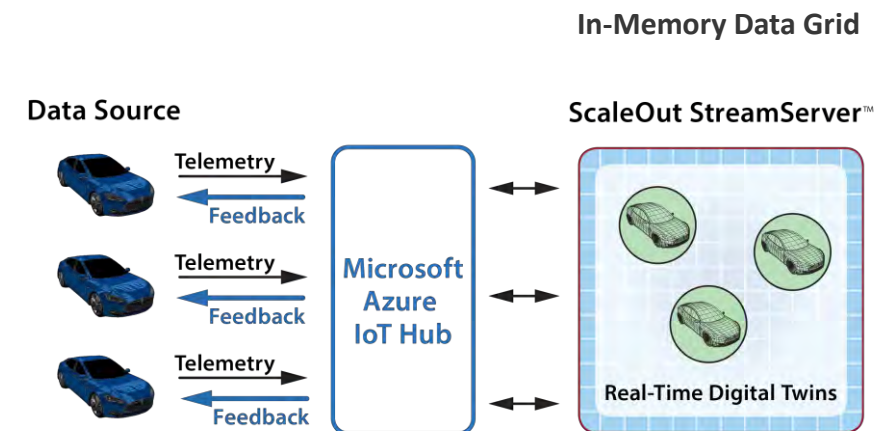 In-Memory Data Grid
Data Source
ScaleOut StreamServer™
Telemetry
Feedback
Telemetry
Feedback
Telemetry
Feedback
Microsoft
Azure
IoT Hub
Real-Time Digital Twins